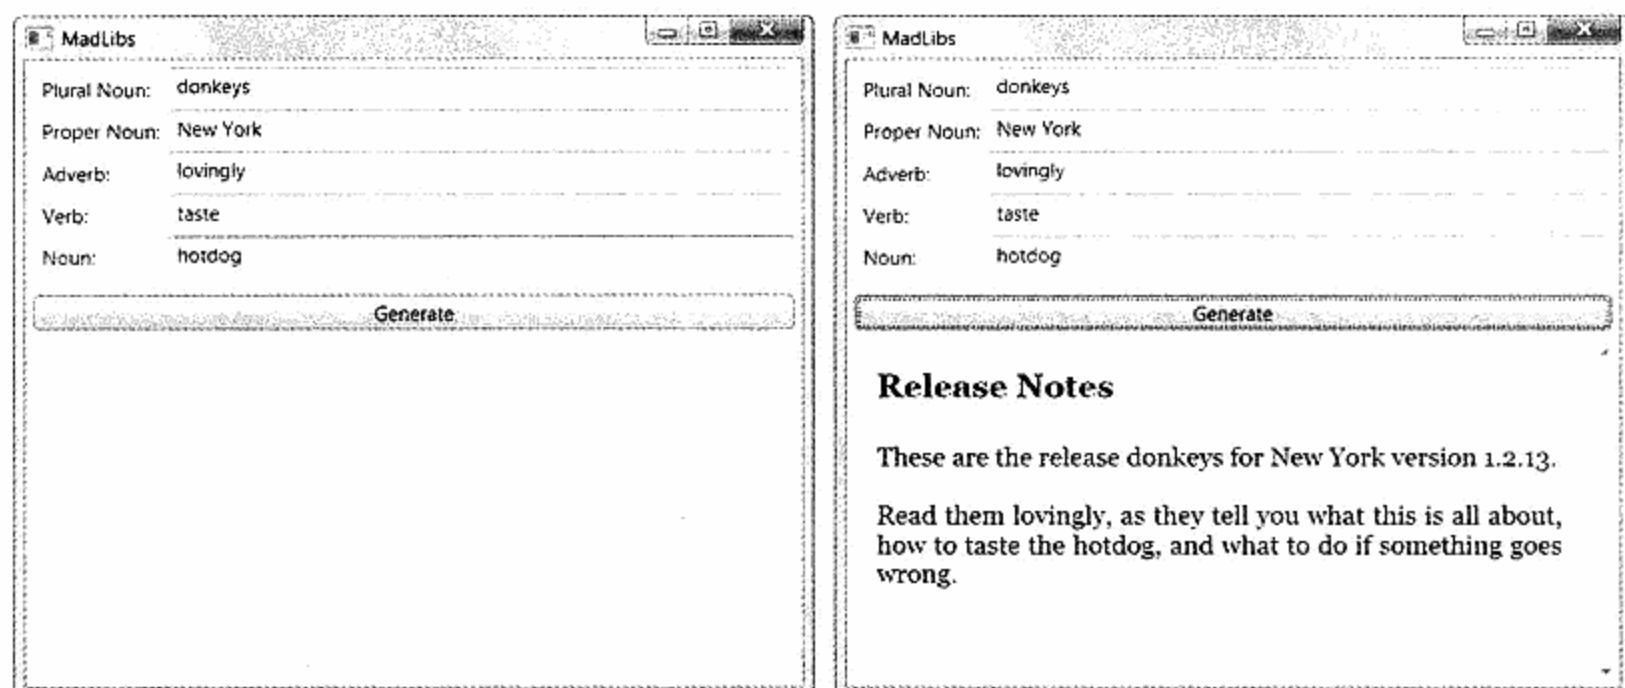 MadLibs
Plural Noun: donkeys
Proper Noun: New York
Adverb: lovingly
Verb: taste
Noun: hotdog
Generate
MadLibs
Plural Noun: donkeys
Proper Noun: New York
Adverb: lovingly
Verb: taste
Noun: hotdog
Generate
Release Notes
These are the release donkeys for New York version 1.2.13.
Read them lovingly, as they tell you what this is all about,
how to taste the hotdog, and what to do if something goes
wrong.